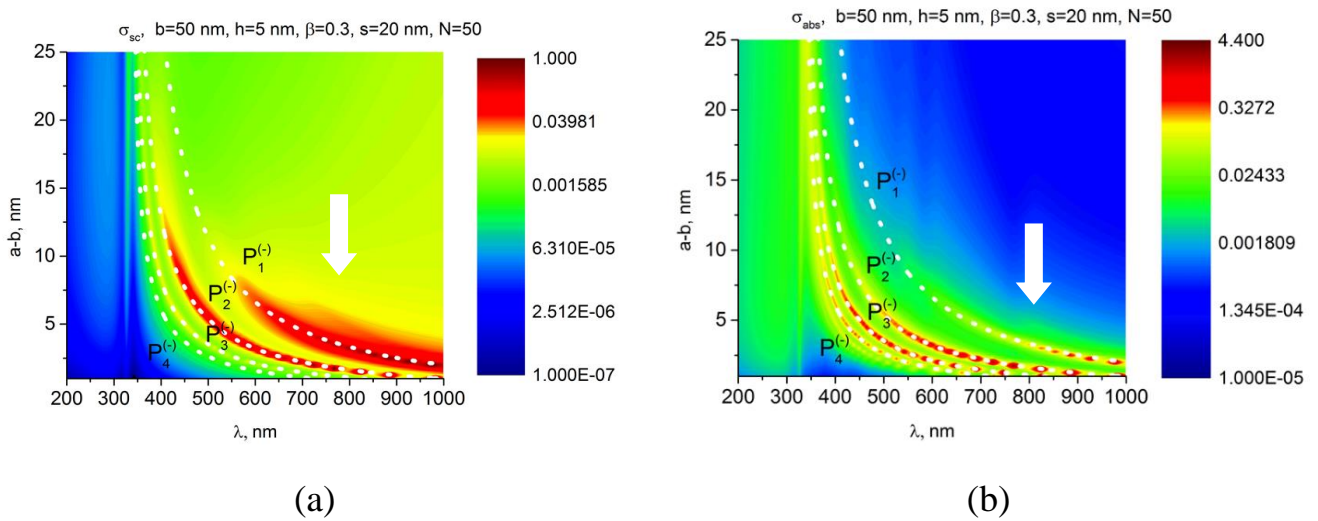 σsc, b=50 nm, h=5 nm, β=0.3, s=20 nm, N=50
a-b, nm
25
20
15
10
5
P1(-)
P2(-)
P3(-)
P4(-)
200 300 400 500 600 700 800 900 1000
λ, nm
1.000
0.03981
0.001585
6.310E-05
2.512E-06
1.000E-07
(a)
σabs, b=50 nm, h=5 nm, β=0.3, s=20 nm, N=50
a-b, nm
25
20
15
10
5
P1(-)
P2(-)
P3(-)
P4(-)
200 300 400 500 600 700 800 900 1000
λ, nm
4.400
0.3272
0.02433
0.001809
1.345E-04
1.000E-05
(b)